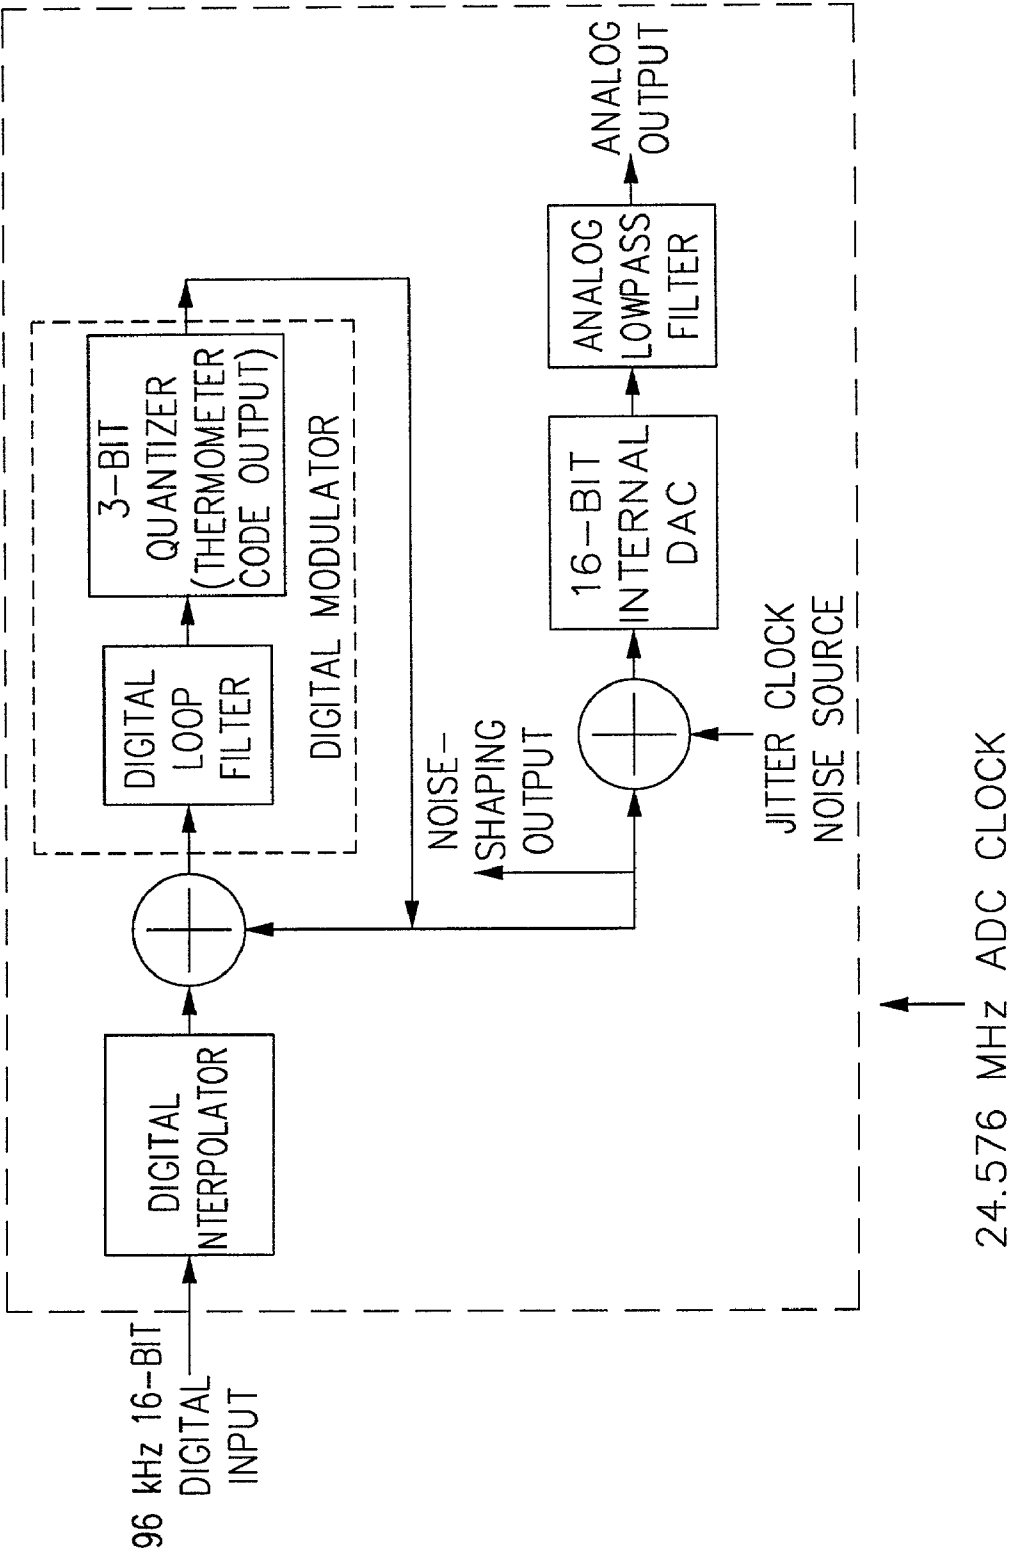 96 kHz 16-BIT
DIGITAL
INPUT
DIGITAL
NTERPOLATOR
DIGITAL
LOOP
FILTER
3-BIT
QUANTIZER
(THERMOMETER
CODE OUTPUT)
DIGITAL MODULATOR
NOISE-
SHAPING
OUTPUT
JITTER CLOCK
NOISE SOURCE
16-BIT
INTERNAL
DAC
ANALOG
LOWPASS
FILTER
ANALOG
OUTPUT
24.576 MHz ADC CLOCK